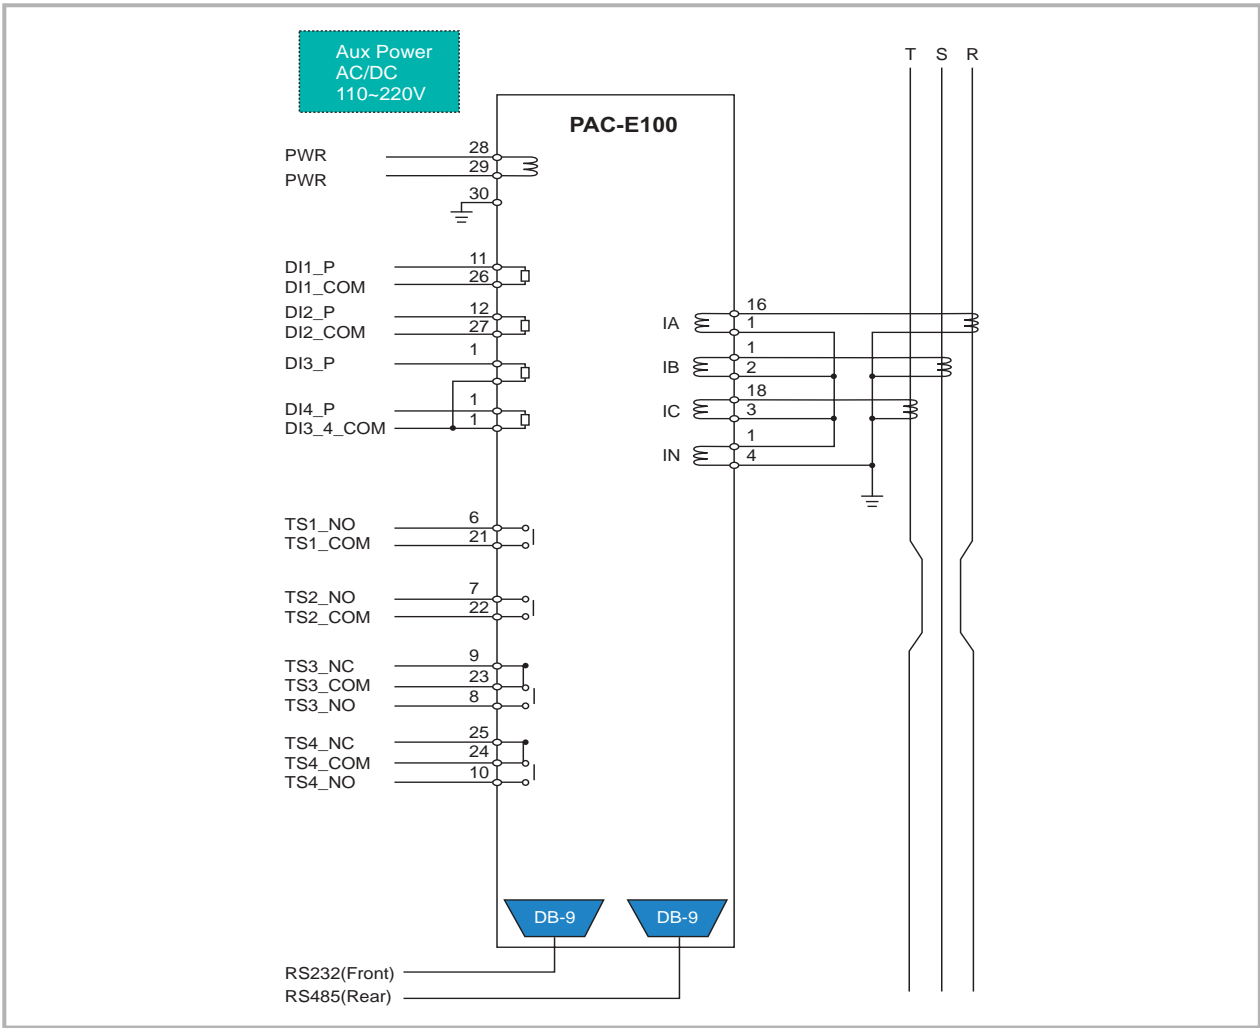 Aux Power
AC/DC
110~220V
T S R
PAC-E100
PWR 28
PWR 29
30
DI1_P 11
DI1_COM 26
DI2_P 12
DI2_COM 27
DI3_P 1
DI4_P 1
DI3_4_COM 1
IA 16
1
IB 1
2
IC 18
3
IN 1
4
TS1_NO 6
TS1_COM 21
TS2_NO 7
TS2_COM 22
TS3_NC 9
TS3_COM 23
TS3_NO 8
TS4_NC 25
TS4_COM 24
TS4_NO 10
DB-9 DB-9
RS232(Front)
RS485(Rear)